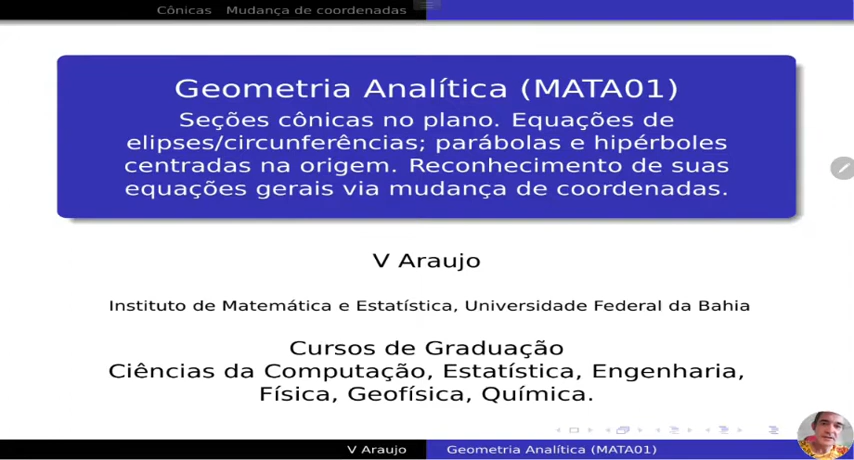 Cônicas Mudança de coordenadas
Geometria Analítica (MATA01)
Seções cônicas no plano. Equações de
elipses/circunferências; parábolas e hipérboles
centradas na origem. Reconhecimento de suas
equações gerais via mudança de coordenadas.
V Araujo
Instituto de Matemática e Estatística, Universidade Federal da Bahia
Cursos de Graduação
Ciências da Computação, Estatística, Engenharia,
Física, Geofísica, Química.
V Araujo Geometria Analítica (MATA01)